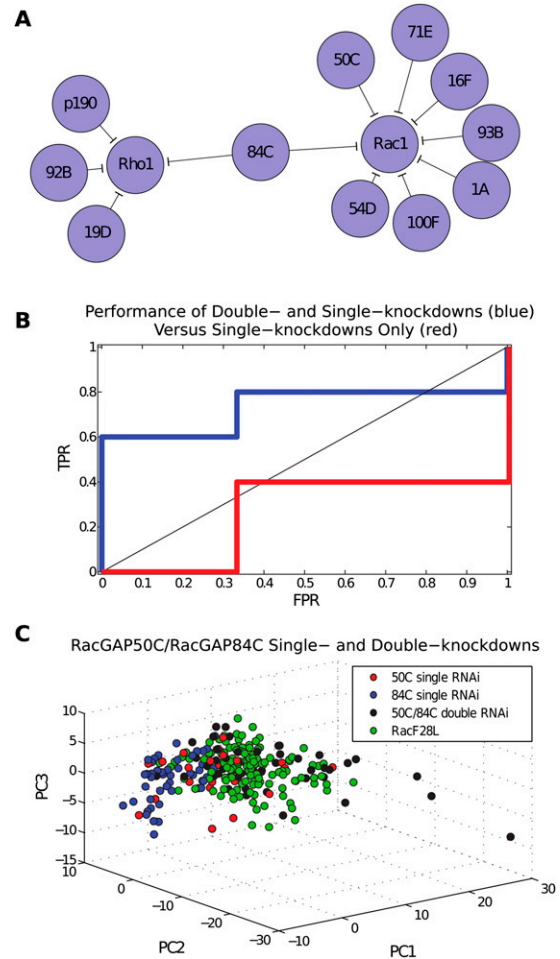 A
71E
50C
16F
p190
93B
Rac1
84C
Rho1
92B
1A
54D
100F
19D
B
Performance of Double− and Single−knockdowns (blue)
Versus Single−knockdowns Only (red)
1
0.8
0.6
TPR
0.4
0.2
0
0 0.1 0.2 0.3 0.4 0.5 0.6 0.7 0.8 0.9 1
FPR
C
RacGAP50C/RacGAP84C Single− and Double−knockdowns
50C single RNAi
84C single RNAi
50C/84C double RNAi
RacF28L
10
5
0
PC3
−5
−10
−15
10
0
−10
−20
−30
PC2
−10
0
10
20
30
PC1